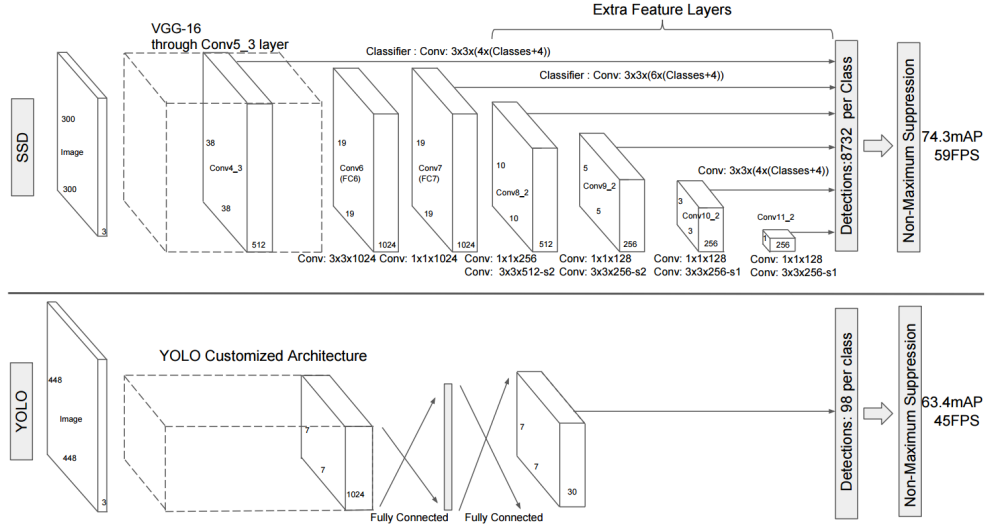 Extra Feature Layers
VGG-16
through Conv5_3 layer
Classifier : Conv: 3x3x(4x(Classes+4))
Classifier : Conv: 3x3x(6x(Classes+4))
Conv: 3x3x(4x(Classes+4))
SSD
300
Image
300
3
38
Conv4_3
38
512
19
Conv6
(FC6)
19
1024
19
Conv7
(FC7)
19
1024
10
Conv8_2
10
512
5
Conv9_2
5
256
3
Conv10_2
3
256
Conv11_2
1
256
Detections:8732 per Class
Non-Maximum Suppression
74.3mAP
59FPS
Conv: 3x3x1024
Conv: 1x1x1024
Conv: 1x1x256
Conv: 3x3x512-s2
Conv: 1x1x128
Conv: 3x3x256-s2
Conv: 1x1x128
Conv: 3x3x256-s1
Conv: 1x1x128
Conv: 3x3x256-s1
YOLO
448
Image
448
3
YOLO Customized Architecture
7
7
1024
Fully Connected
Fully Connected
7
7
30
Detections: 98 per class
Non-Maximum Suppression
63.4mAP
45FPS